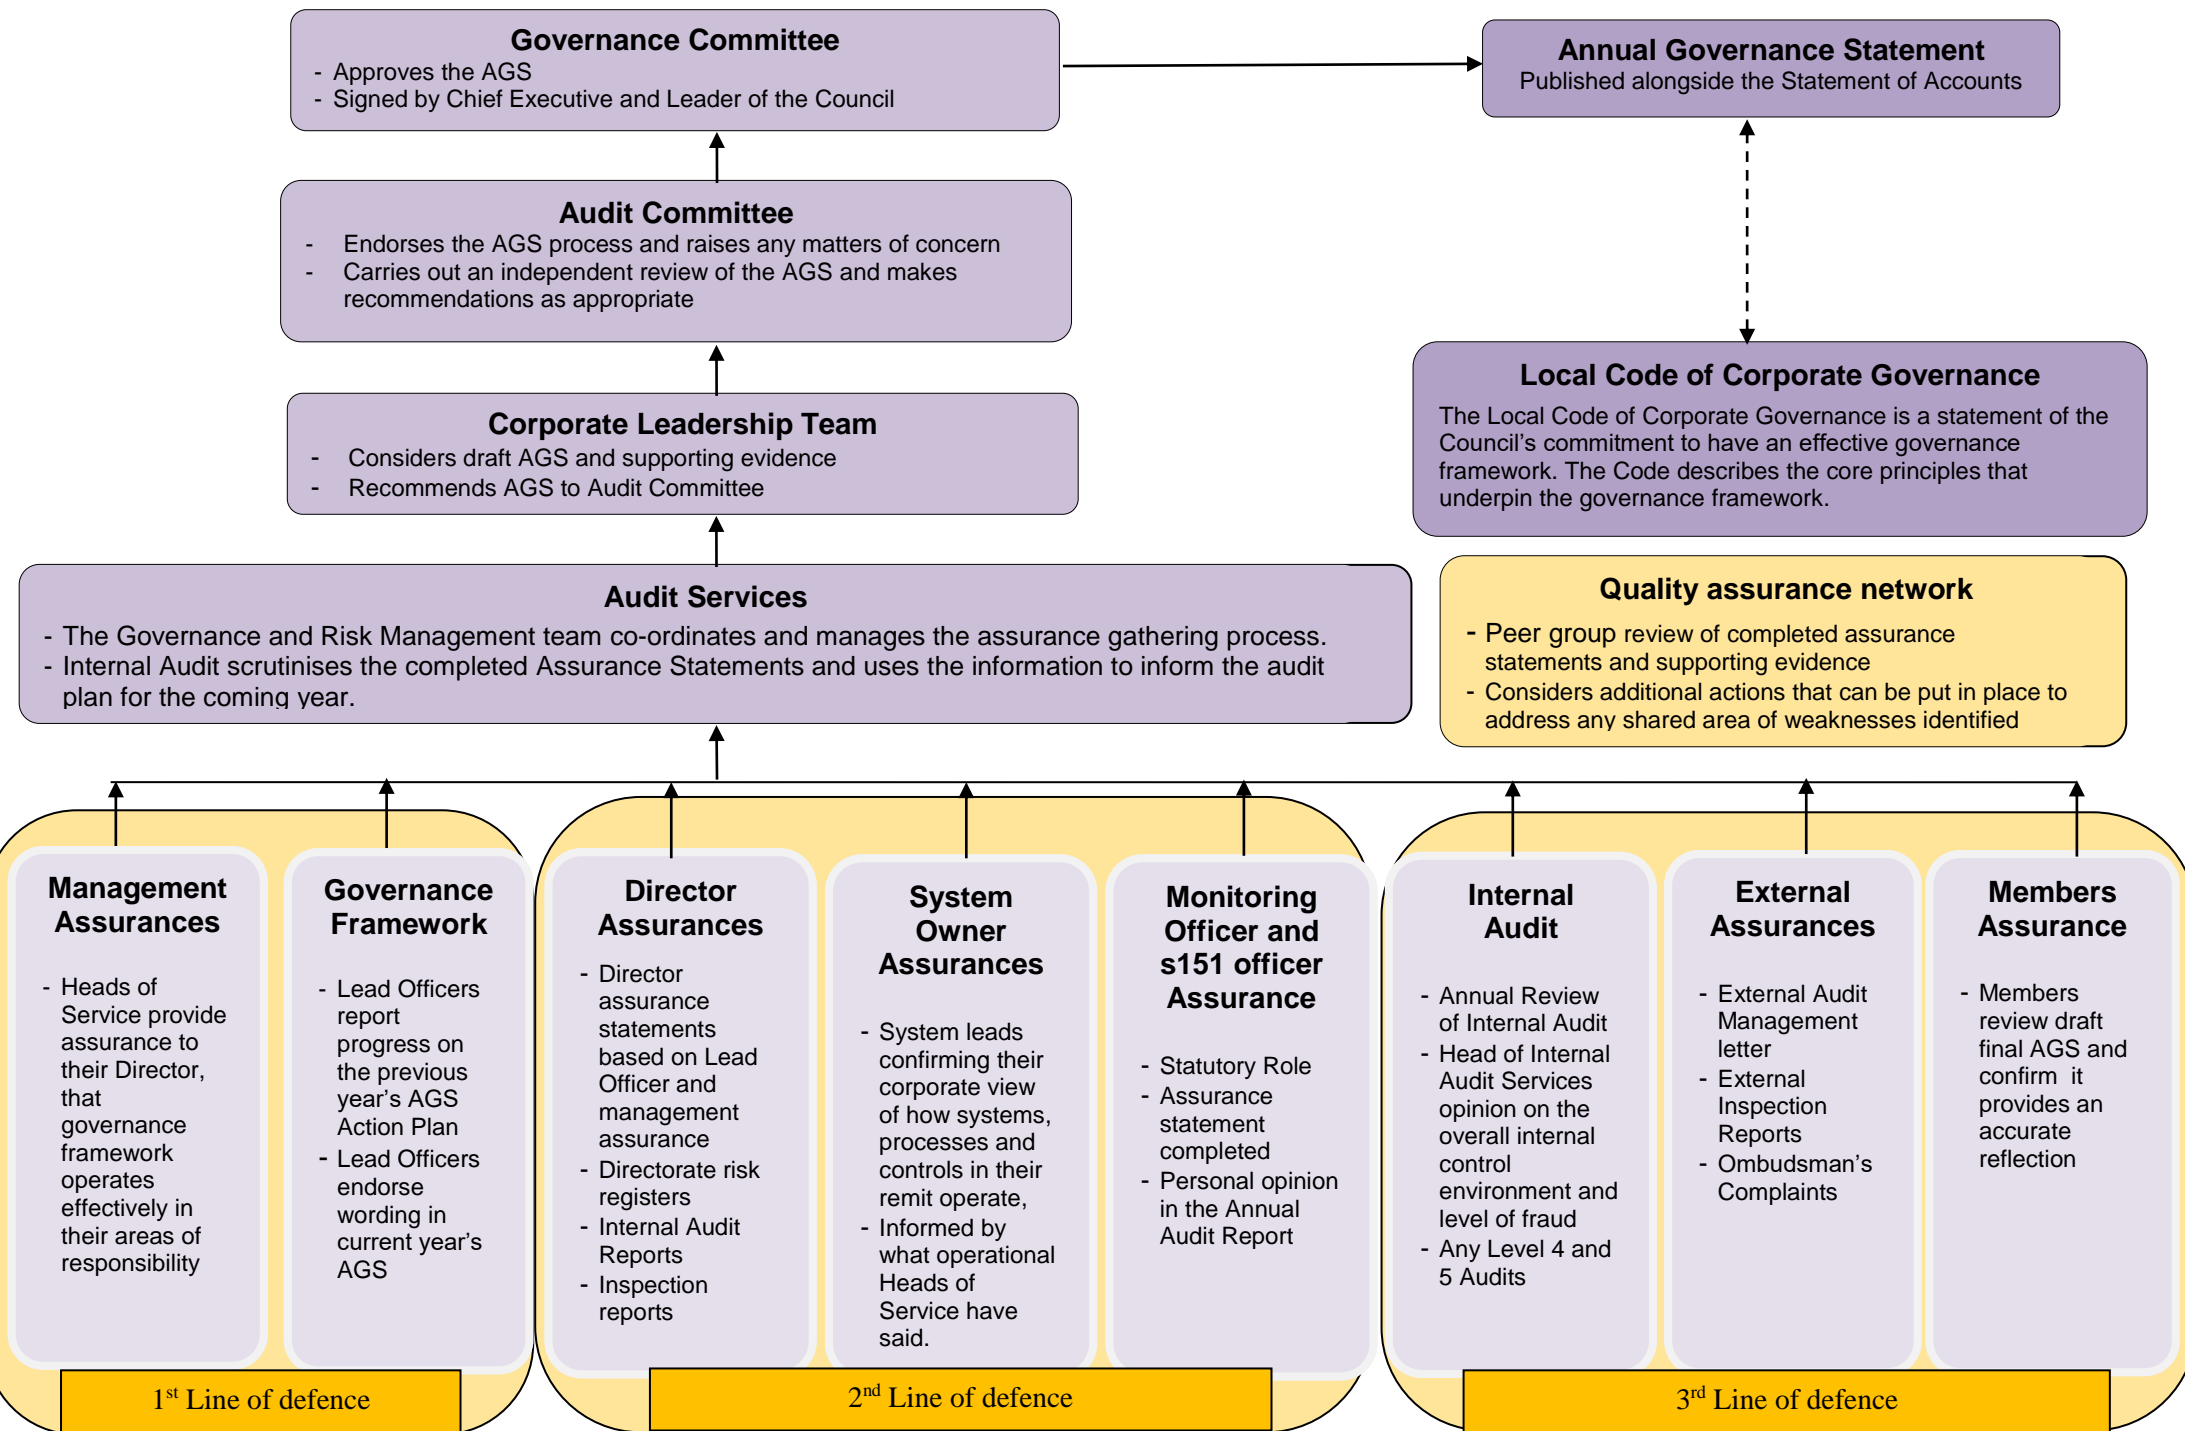 Governance Committee
- Approves the AGS
- Signed by Chief Executive and Leader of the Council
Annual Governance Statement
Published alongside the Statement of Accounts
Audit Committee
- Endorses the AGS process and raises any matters of concern
- Carries out an independent review of the AGS and makes
recommendations as appropriate
Corporate Leadership Team
- Considers draft AGS and supporting evidence
- Recommends AGS to Audit Committee
Local Code of Corporate Governance
The Local Code of Corporate Governance is a statement of the
Council's commitment to have an effective governance
framework. The Code describes the core principles that
underpin the governance framework.
Audit Services
- The Governance and Risk Management team co-ordinates and manages the assurance gathering process.
- Internal Audit scrutinises the completed Assurance Statements and uses the information to inform the audit
plan for the coming year.
Quality assurance network
- Peer group review of completed assurance
statements and supporting evidence
- Considers additional actions that can be put in place to
address any shared area of weaknesses identified
Management
Assurances
- Heads of
Service provide
assurance to
their Director,
that
governance
framework
operates
effectively in
their areas of
responsibility
Governance
Framework
- Lead Officers
report
progress on
the previous
year's AGS
Action Plan
- Lead Officers
endorse
wording in
current year's
AGS
Director
Assurances
- Director
assurance
statements
based on Lead
Officer and
management
assurance
- Directorate risk
registers
- Internal Audit
Reports
- Inspection
reports
System
Owner
Assurances
- System leads
confirming their
corporate view
of how systems,
processes and
controls in their
remit operate,
- Informed by
what operational
Heads of
Service have
said.
Monitoring
Officer and
s151 officer
Assurance
- Statutory Role
- Assurance
statement
completed
- Personal opinion
in the Annual
Audit Report
Internal
Audit
- Annual Review
of Internal Audit
- Head of Internal
Audit Services
opinion on the
overall internal
control
environment and
level of fraud
- Any Level 4 and
5 Audits
External
Assurances
- External Audit
Management
letter
- External
Inspection
Reports
- Ombudsman's
Complaints
Members
Assurance
- Members
review draft
final AGS and
confirm it
provides an
accurate
reflection
1st Line of defence
2nd Line of defence
3rd Line of defence